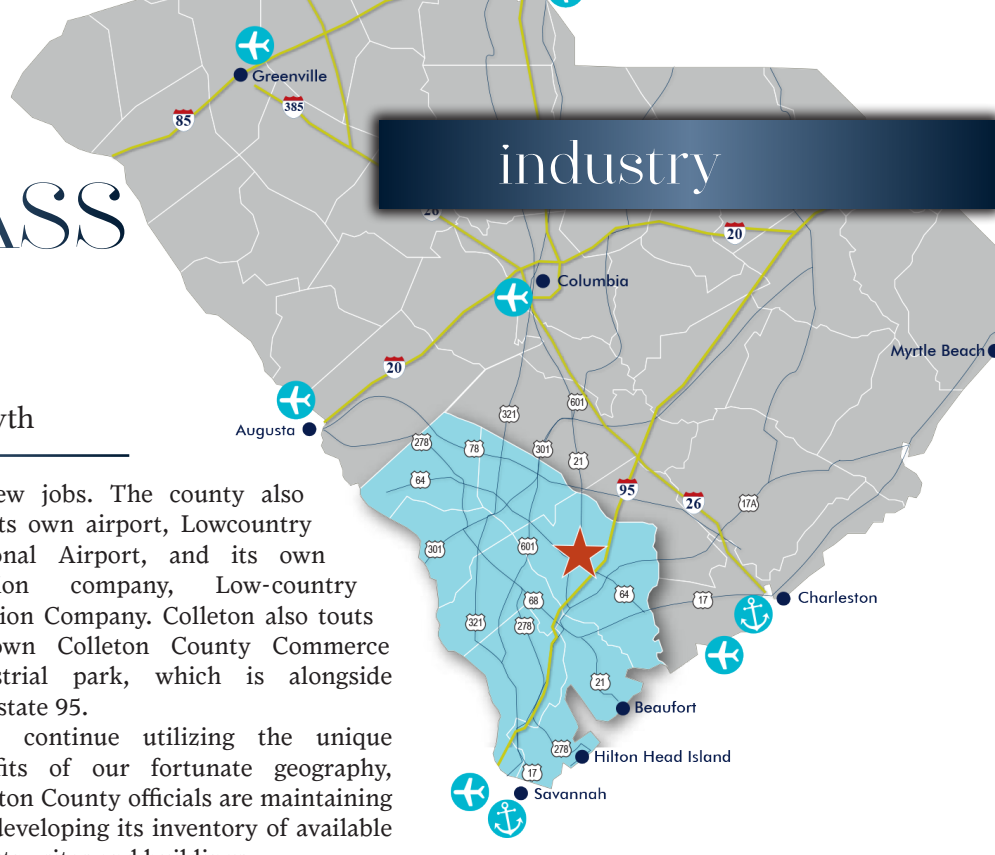 industry
ASS
yth
ew jobs. The county also
ts own airport, Lowcountry
onal Airport, and its own
ion company, Low-country
ion Company. Colleton also touts
own Colleton County Commerce
strial park, which is alongside
state 95.
continue utilizing the unique
fits of our fortunate geography,
ton County officials are maintaining
developing its inventory of available
Greenville
85
385
26
20
Columbia
Myrtle Beach
20
Augusta
601
321
278
78
301
21
64
95
26
17A
301
601
68
64
17
Charleston
321
278
21
Beaufort
278
Hilton Head Island
17
Savannah